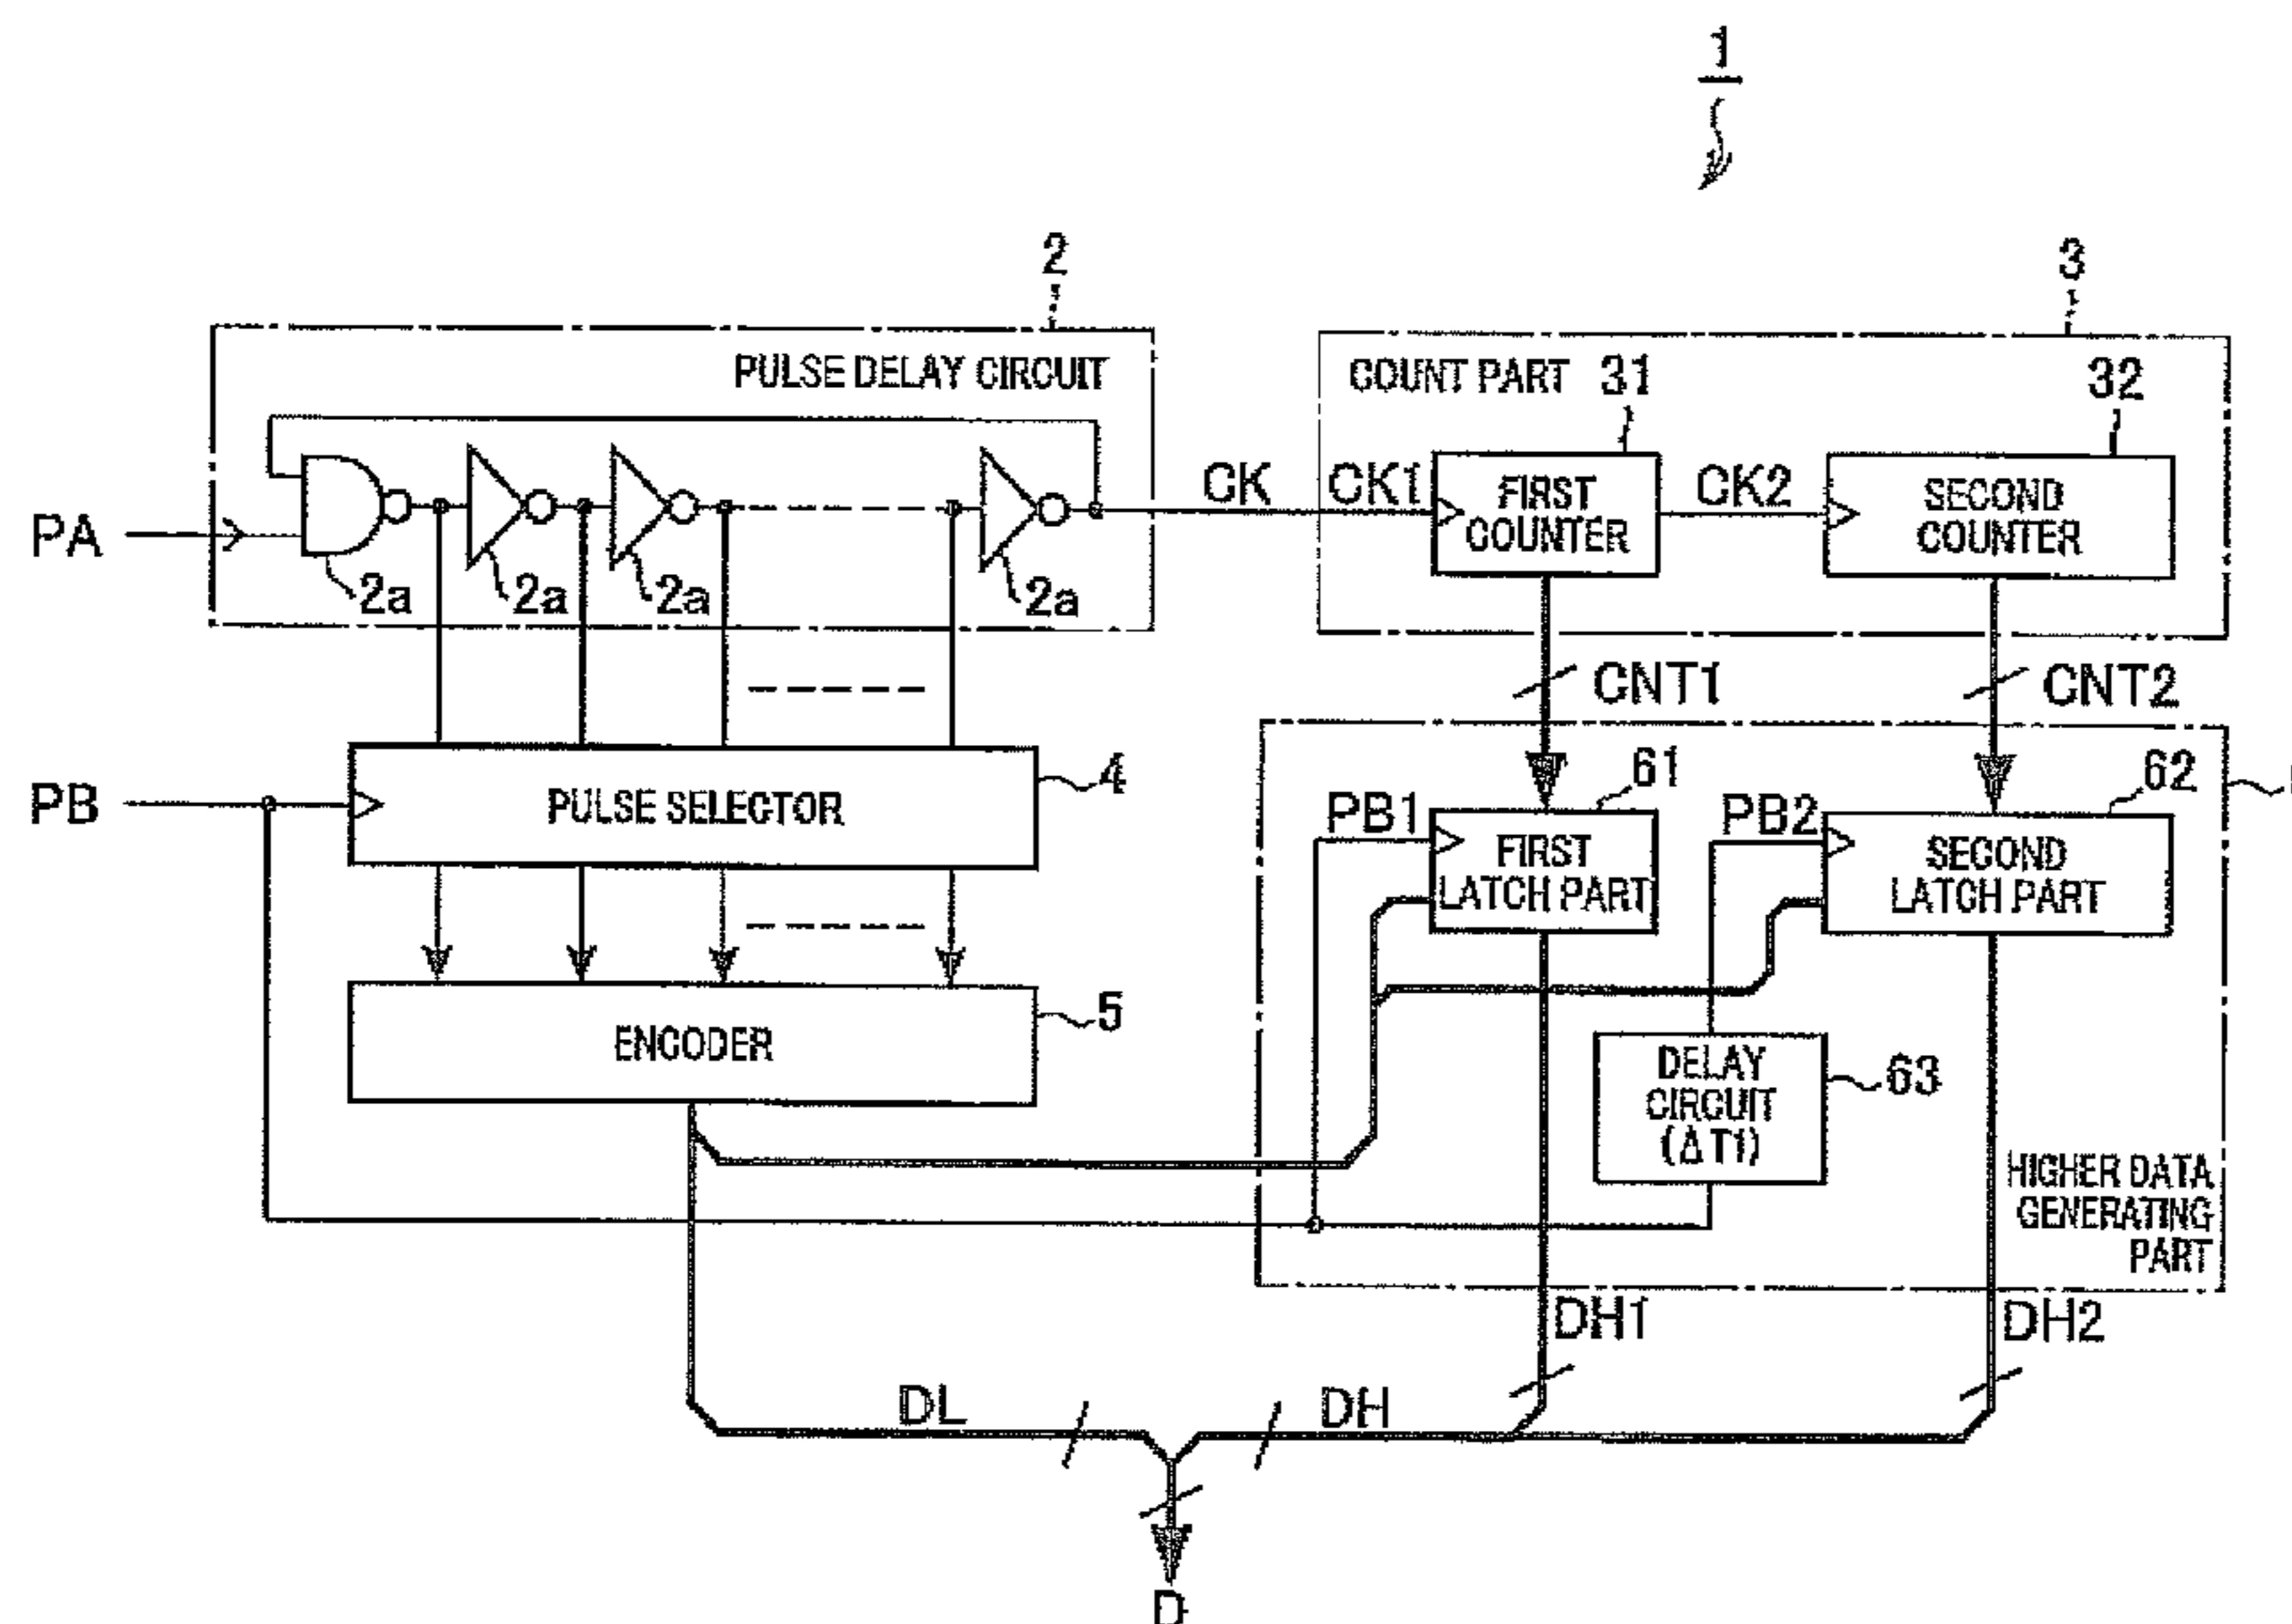 1
2
3
PULSE DELAY CIRCUIT
COUNT PART
31
32
PA
2a
2a
2a
2a
CK
CK1
FIRST
COUNTER
CK2
SECOND
COUNTER
CNT1
CNT2
PB
PULSE SELECTOR
4
61
62
PB1
FIRST
LATCH PART
PB2
SECOND
LATCH PART
ENCODER
5
DELAY
CIRCUIT
(ΔT1)
63
HIGHER DATA
GENERATING
PART
DH1
DH2
DL
DH
D